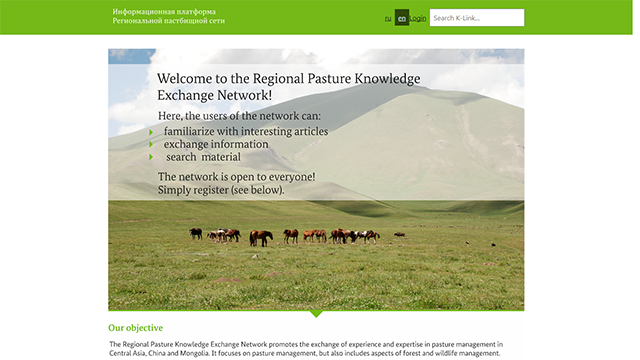 Информационная платформа
Региональной пастбищной сети
ru en Login Search K-Link...
Welcome to the Regional Pasture Knowledge
Exchange Network!
Here, the users of the network can:
familiarize with interesting articles
exchange information
search material
The network is open to everyone!
Simply register (see below).
Our objective
The Regional Pasture Knowledge Exchange Network promotes the exchange of experience and expertise in pasture management in
Central Asia, China and Mongolia. It focuses on pasture management, but also includes aspects of forest and wildlife management.